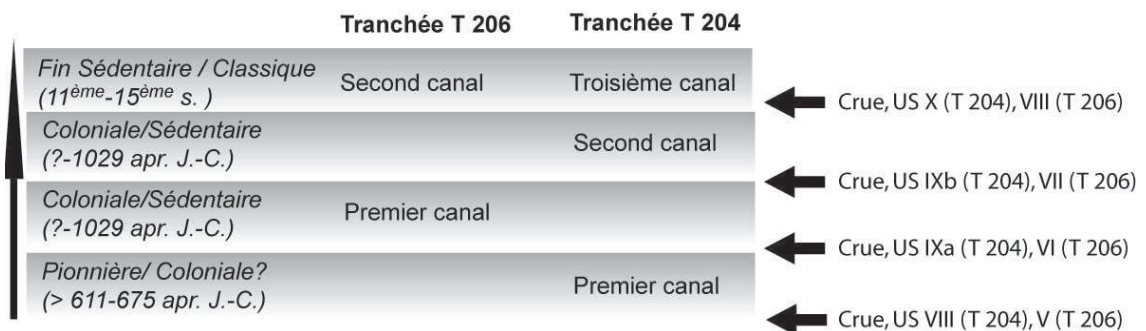 Tranchée T 206 Tranchée T 204
Fin Sédentaire / Classique
(11ème-15ème s. )
Second canal Troisième canal
Crue, US X (T 204), VIII (T 206)
Coloniale/Sédentaire
(?-1029 apr. J.-C.)
Second canal
Crue, US IXb (T 204), VII (T 206)
Coloniale/Sédentaire
(?-1029 apr. J.-C.)
Premier canal
Crue, US IXa (T 204), VI (T 206)
Pionnière/ Coloniale?
(> 611-675 apr. J.-C.)
Premier canal
Crue, US VIII (T 204), V (T 206)